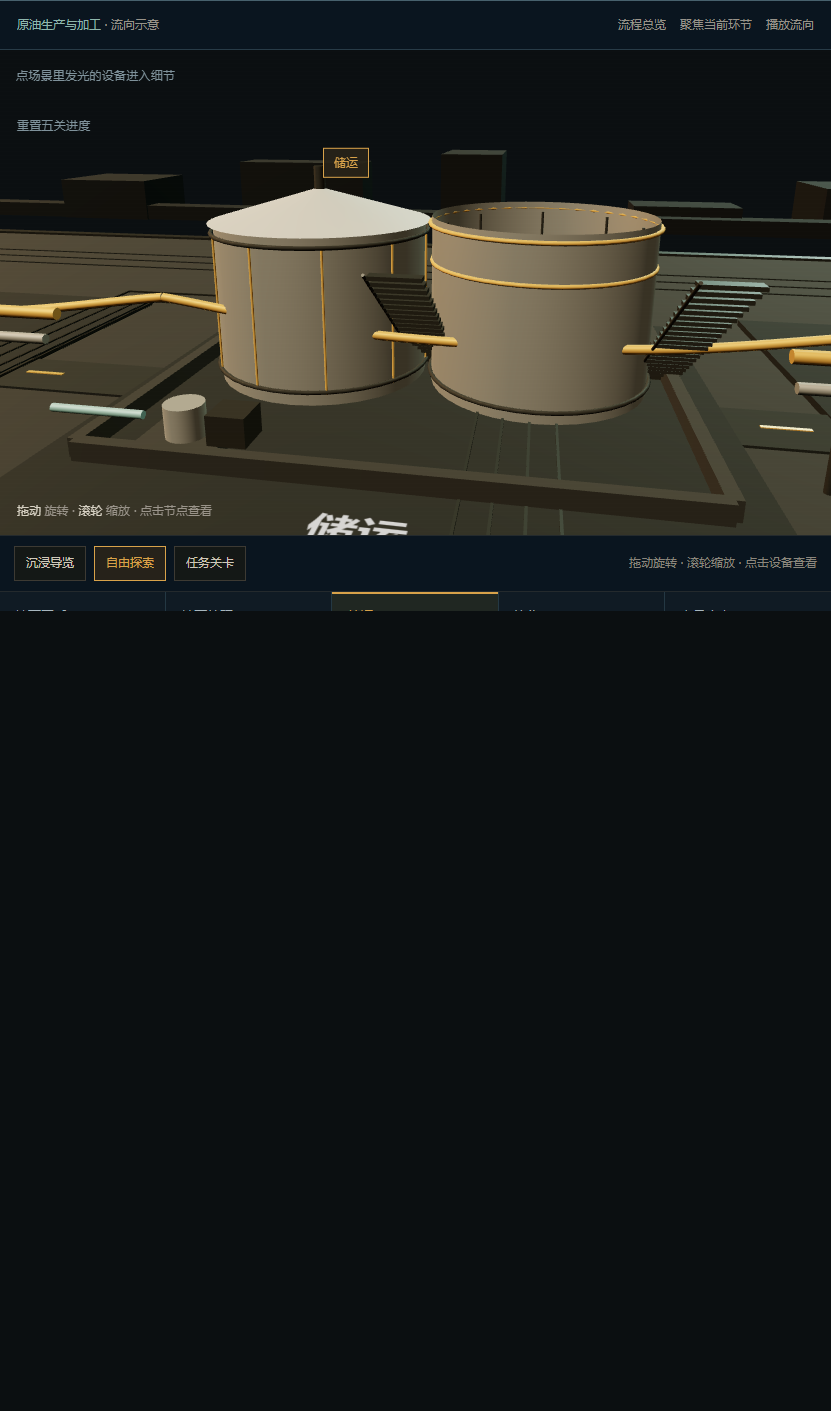 原油生产与加工 · 流向示意
流程总览 聚焦当前环节 播放流向
点场景里发光的设备进入细节
重置五关进度
储运
拖动 旋转 · 滚轮 缩放 · 点击节点查看
储运
沉浸导览 自由探索 任务关卡
拖动旋转 · 滚轮缩放 · 点击设备查看